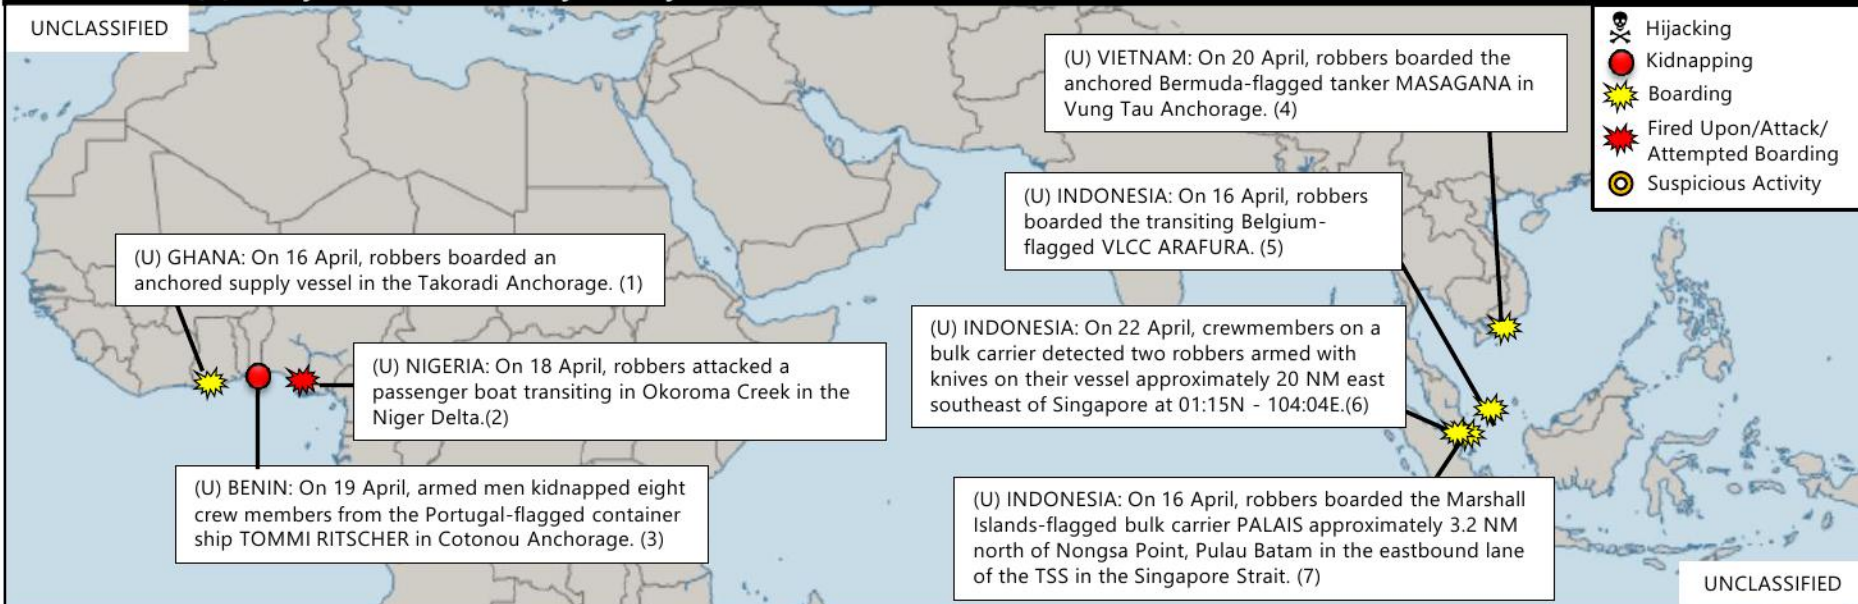 UNCLASSIFIED
Hijacking
Kidnapping
Boarding
Fired Upon/Attack/
Attempted Boarding
Suspicious Activity
(U) VIETNAM: On 20 April, robbers boarded the
anchored Bermuda-flagged tanker MASAGANA in
Vung Tau Anchorage. (4)
(U) INDONESIA: On 16 April, robbers
boarded the transiting Belgium-
flagged VLCC ARAFURA. (5)
(U) GHANA: On 16 April, robbers boarded an
anchored supply vessel in the Takoradi Anchorage. (1)
(U) INDONESIA: On 22 April, crewmembers on a
bulk carrier detected two robbers armed with
knives on their vessel approximately 20 NM east
southeast of Singapore at 01:15N - 104:04E.(6)
(U) NIGERIA: On 18 April, robbers attacked a
passenger boat transiting in Okoroma Creek in the
Niger Delta.(2)
(U) BENIN: On 19 April, armed men kidnapped eight
crew members from the Portugal-flagged container
ship TOMMI RITSCHER in Cotonou Anchorage. (3)
(U) INDONESIA: On 16 April, robbers boarded the Marshall
Islands-flagged bulk carrier PALAIS approximately 3.2 NM
north of Nongsa Point, Pulau Batam in the eastbound lane
of the TSS in the Singapore Strait. (7)
UNCLASSIFIED